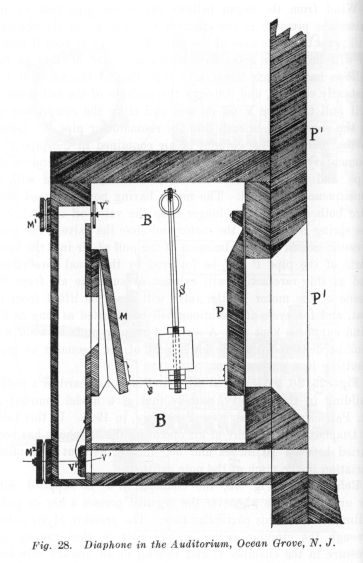 P'
V"
M'
B
P'
M
P
S
B
M²
V"
V'
Fig. 28. Diaphone in the Auditorium, Ocean Grove, N. J.